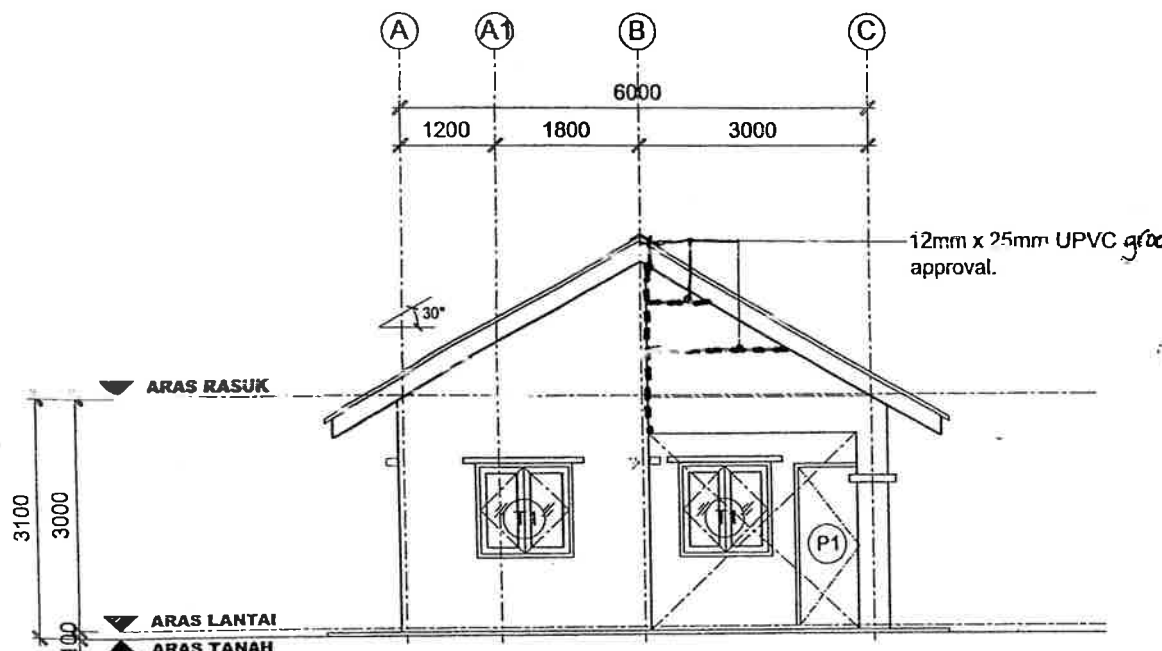 A A1 B C
6000
1200 1800 3000
12mm x 25mm UPVC
approval.
30°
ARAS RASUK
3100
3000
T1 T1
P1
ARAS LANTAI
100
ARAS TANAH